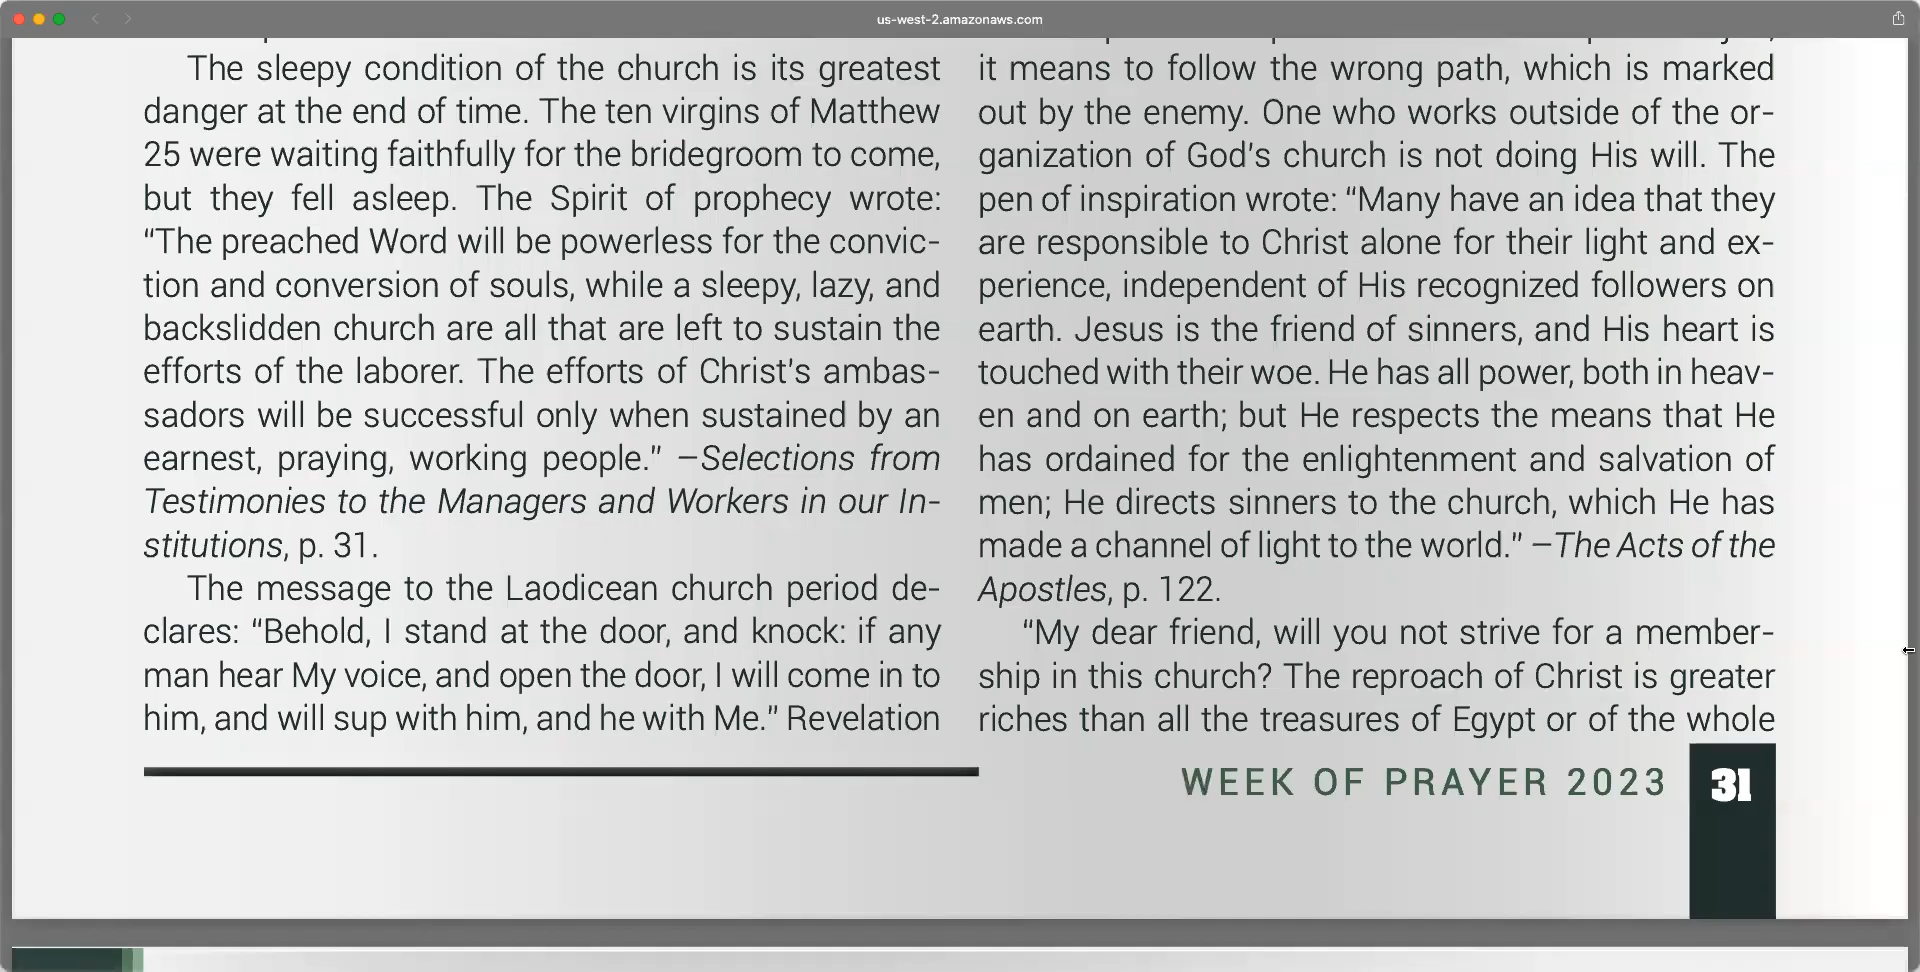 us-west-2.amazonaws.com
The sleepy condition of the church is its greatest
danger at the end of time. The ten virgins of Matthew
25 were waiting faithfully for the bridegroom to come,
but they fell asleep. The Spirit of prophecy wrote:
“The preached Word will be powerless for the convic-
tion and conversion of souls, while a sleepy, lazy, and
backslidden church are all that are left to sustain the
efforts of the laborer. The efforts of Christ’s ambas-
sadors will be successful only when sustained by an
earnest, praying, working people.” –Selections from
Testimonies to the Managers and Workers in our In-
stitutions, p. 31.
The message to the Laodicean church period de-
clares: “Behold, I stand at the door, and knock: if any
man hear My voice, and open the door, I will come in to
him, and will sup with him, and he with Me.” Revelation
it means to follow the wrong path, which is marked
out by the enemy. One who works outside of the or-
ganization of God’s church is not doing His will. The
pen of inspiration wrote: “Many have an idea that they
are responsible to Christ alone for their light and ex-
perience, independent of His recognized followers on
earth. Jesus is the friend of sinners, and His heart is
touched with their woe. He has all power, both in heav-
en and on earth; but He respects the means that He
has ordained for the enlightenment and salvation of
men; He directs sinners to the church, which He has
made a channel of light to the world.” –The Acts of the
Apostles, p. 122.
“My dear friend, will you not strive for a member-
ship in this church? The reproach of Christ is greater
riches than all the treasures of Egypt or of the whole
WEEK OF PRAYER 2023
31